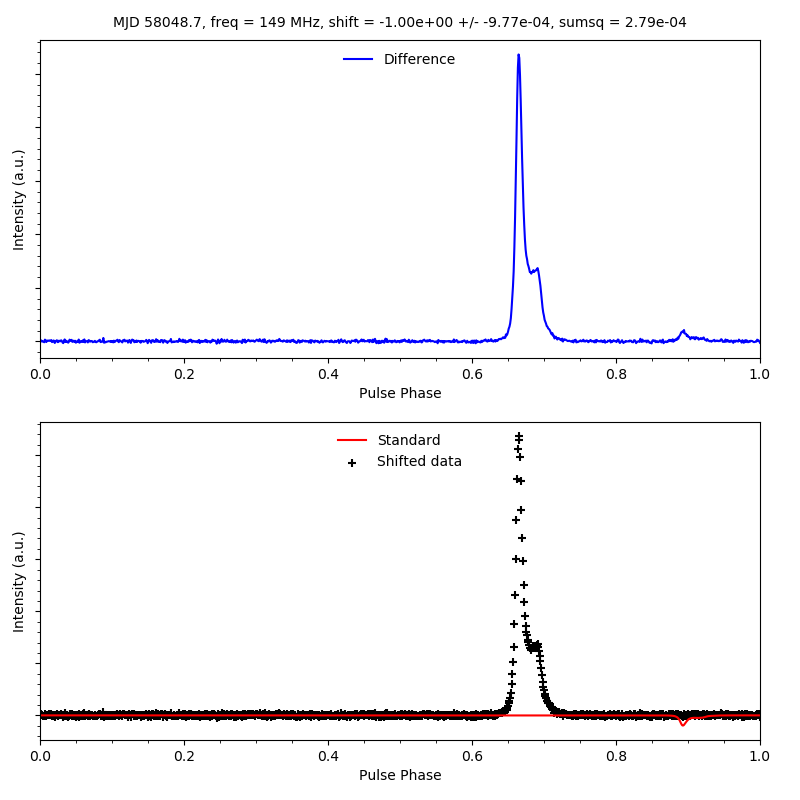 MJD 58048.7, freq = 149 MHz, shift = -1.00e+00 +/- -9.77e-04, sumsq = 2.79e-04
Difference
Intensity (a.u.)
0.0 0.2 0.4 0.6 0.8 1.0
Pulse Phase
Standard
Shifted data
Intensity (a.u.)
0.0 0.2 0.4 0.6 0.8 1.0
Pulse Phase